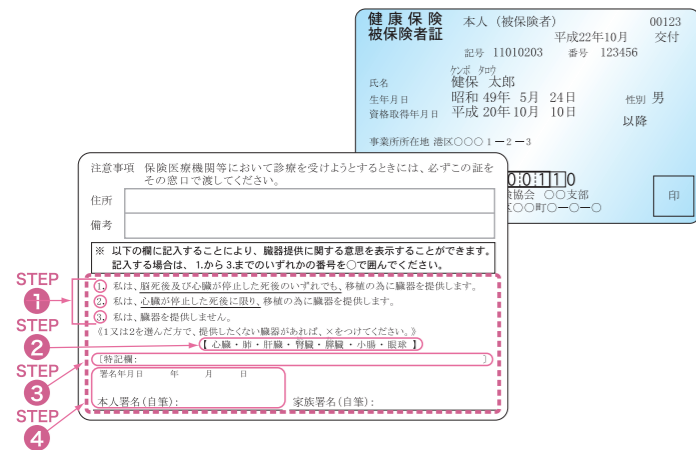 健康保険
被保険者証
本人（被保険者） 00123
平成22年10月 交付
記号 11010203 番号 123456
ケンポ タロウ
氏名 健保 太郎
生年月日 昭和 49年 5月 24日 性別 男
資格取得年月日 平成 20年10月 10日
以降
事業所所在地 港区〇〇〇1－2－3
00110
協会 〇〇支部
区〇〇町〇－〇－〇
印
注意事項 保険医療機関等において診療を受けようとするときには、必ずこの証を
その窓口で渡してください。
住所
備考
※ 以下の欄に記入することにより、臓器提供に関する意思を表示することができます。
記入する場合は、1.から3.までのいずれかの番号を〇で囲んでください。
STEP
1
1. 私は、脳死後及び心臓が停止した死後のいずれでも、移植の為に臓器を提供します。
2. 私は、心臓が停止した死後に限り、移植の為に臓器を提供します。
3. 私は、臓器を提供しません。
《1又は2を選んだ方で、提供したくない臓器があれば、×をつけてください。》
STEP
2
【 心臓・肺・肝臓・腎臓・膵臓・小腸・眼球 】
STEP
3
〔特記欄： 〕
署名年月日 年 月 日
STEP
4
本人署名(自筆)： 家族署名(自筆)：